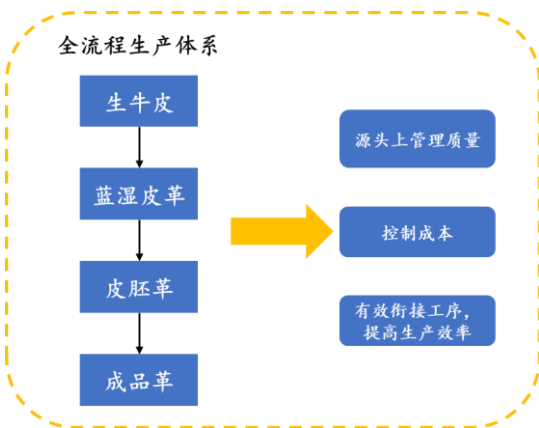 全流程生产体系
生牛皮
蓝湿皮革
皮胚革
成品革
源头上管理质量
控制成本
有效衔接工序，
提高生产效率